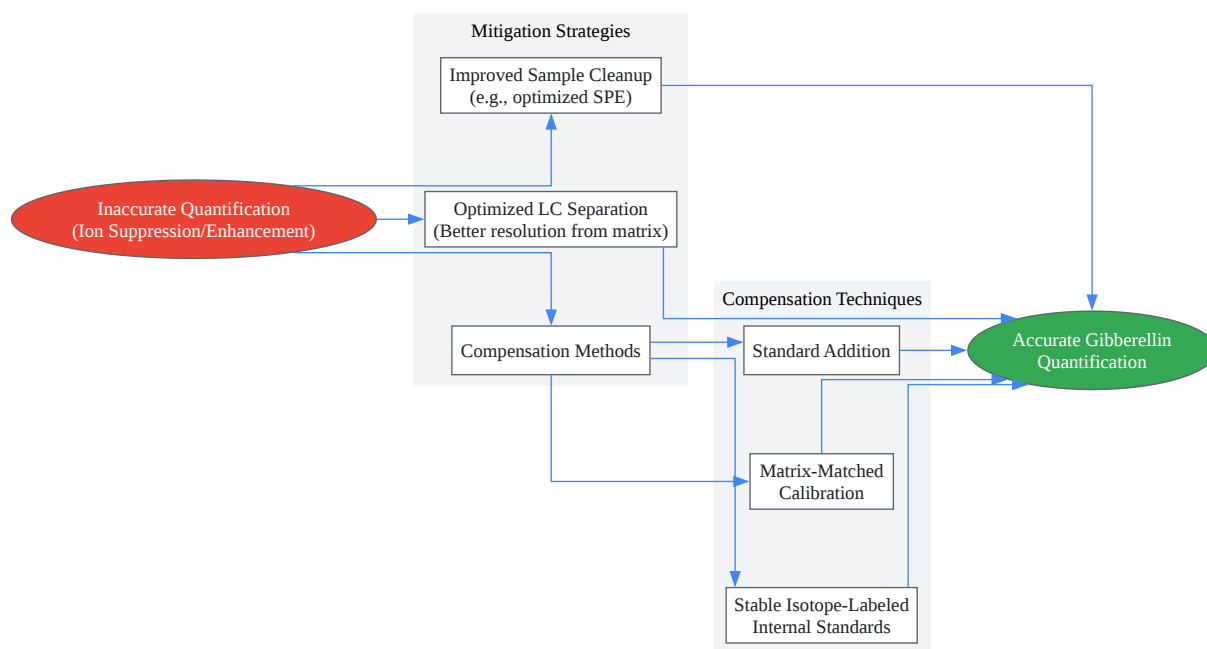 Mitigation Strategies
Improved Sample Cleanup
(e.g., optimized SPE)
Inaccurate Quantification
(Ion Suppression/Enhancement)
Optimized LC Separation
(Better resolution from matrix)
Compensation Methods
Compensation Techniques
Standard Addition
Matrix-Matched
Calibration
Stable Isotope-Labeled
Internal Standards
Accurate Gibberellin
Quantification